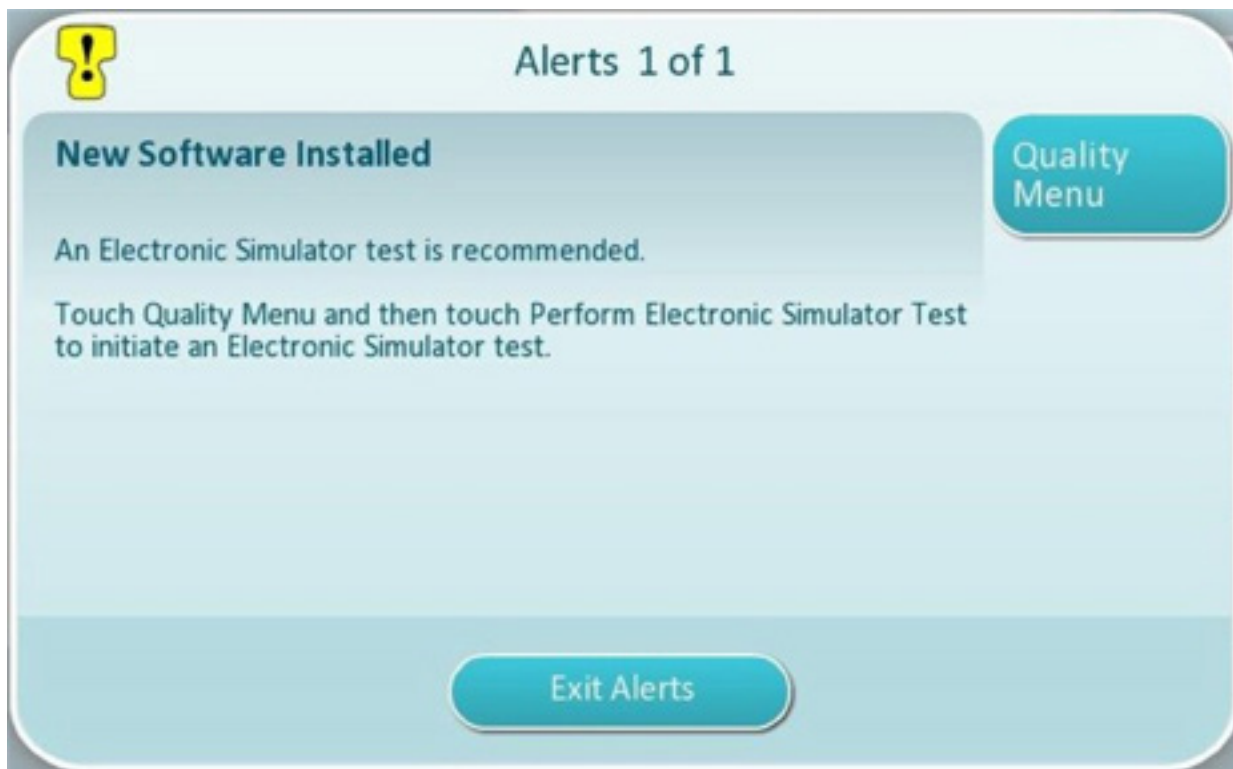 Alerts 1 of 1
New Software Installed
Quality
Menu
An Electronic Simulator test is recommended.
Touch Quality Menu and then touch Perform Electronic Simulator Test
to initiate an Electronic Simulator test.
Exit Alerts